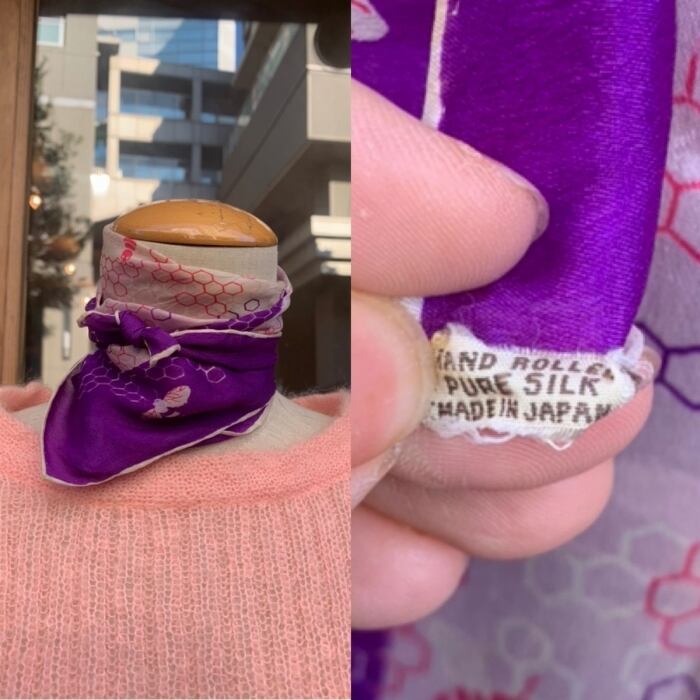 HAND ROLLED
PURE SILK
MADE IN JAPAN